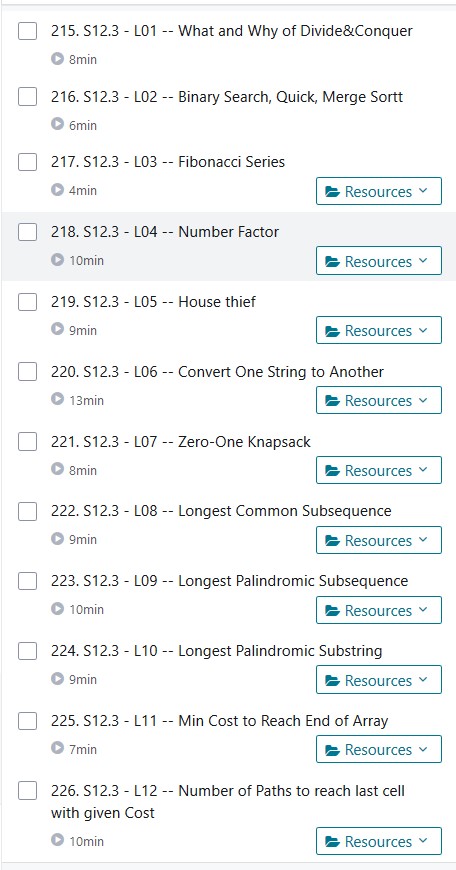 215. S12.3 - L01 -- What and Why of Divide&Conquer
8min
216. S12.3 - L02 -- Binary Search, Quick, Merge Sortt
6min
217. S12.3 - L03 -- Fibonacci Series
4min
Resources
218. S12.3 - L04 -- Number Factor
10min
Resources
219. S12.3 - L05 -- House thief
9min
Resources
220. S12.3 - L06 -- Convert One String to Another
13min
Resources
221. S12.3 - L07 -- Zero-One Knapsack
8min
Resources
222. S12.3 - L08 -- Longest Common Subsequence
9min
Resources
223. S12.3 - L09 -- Longest Palindromic Subsequence
10min
Resources
224. S12.3 - L10 -- Longest Palindromic Substring
9min
Resources
225. S12.3 - L11 -- Min Cost to Reach End of Array
7min
Resources
226. S12.3 - L12 -- Number of Paths to reach last cell
with given Cost
10min
Resources